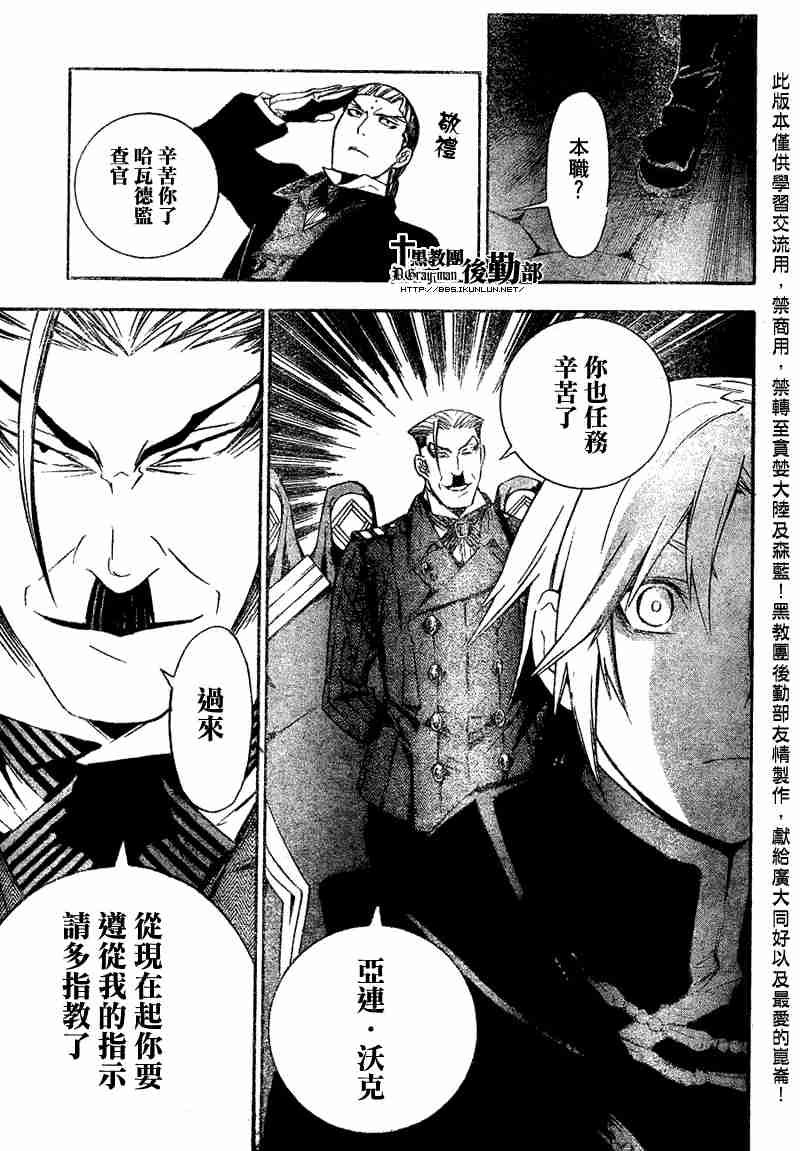 本職？
敬禮
辛苦你了
哈瓦德監
查官
黑教團
D.Gray-man
後勤部
HTTP://BBS.IKUNLUN.NET/
你也任務
辛苦了
亞連．沃克
過來
從現在起你要
遵從我的指示
請多指教了
此版本僅供學習交流用，禁商用，禁轉至貪婪大陸及森藍！黑教團後勤部友情製作，獻給廣大同好以及最愛的崑崙！